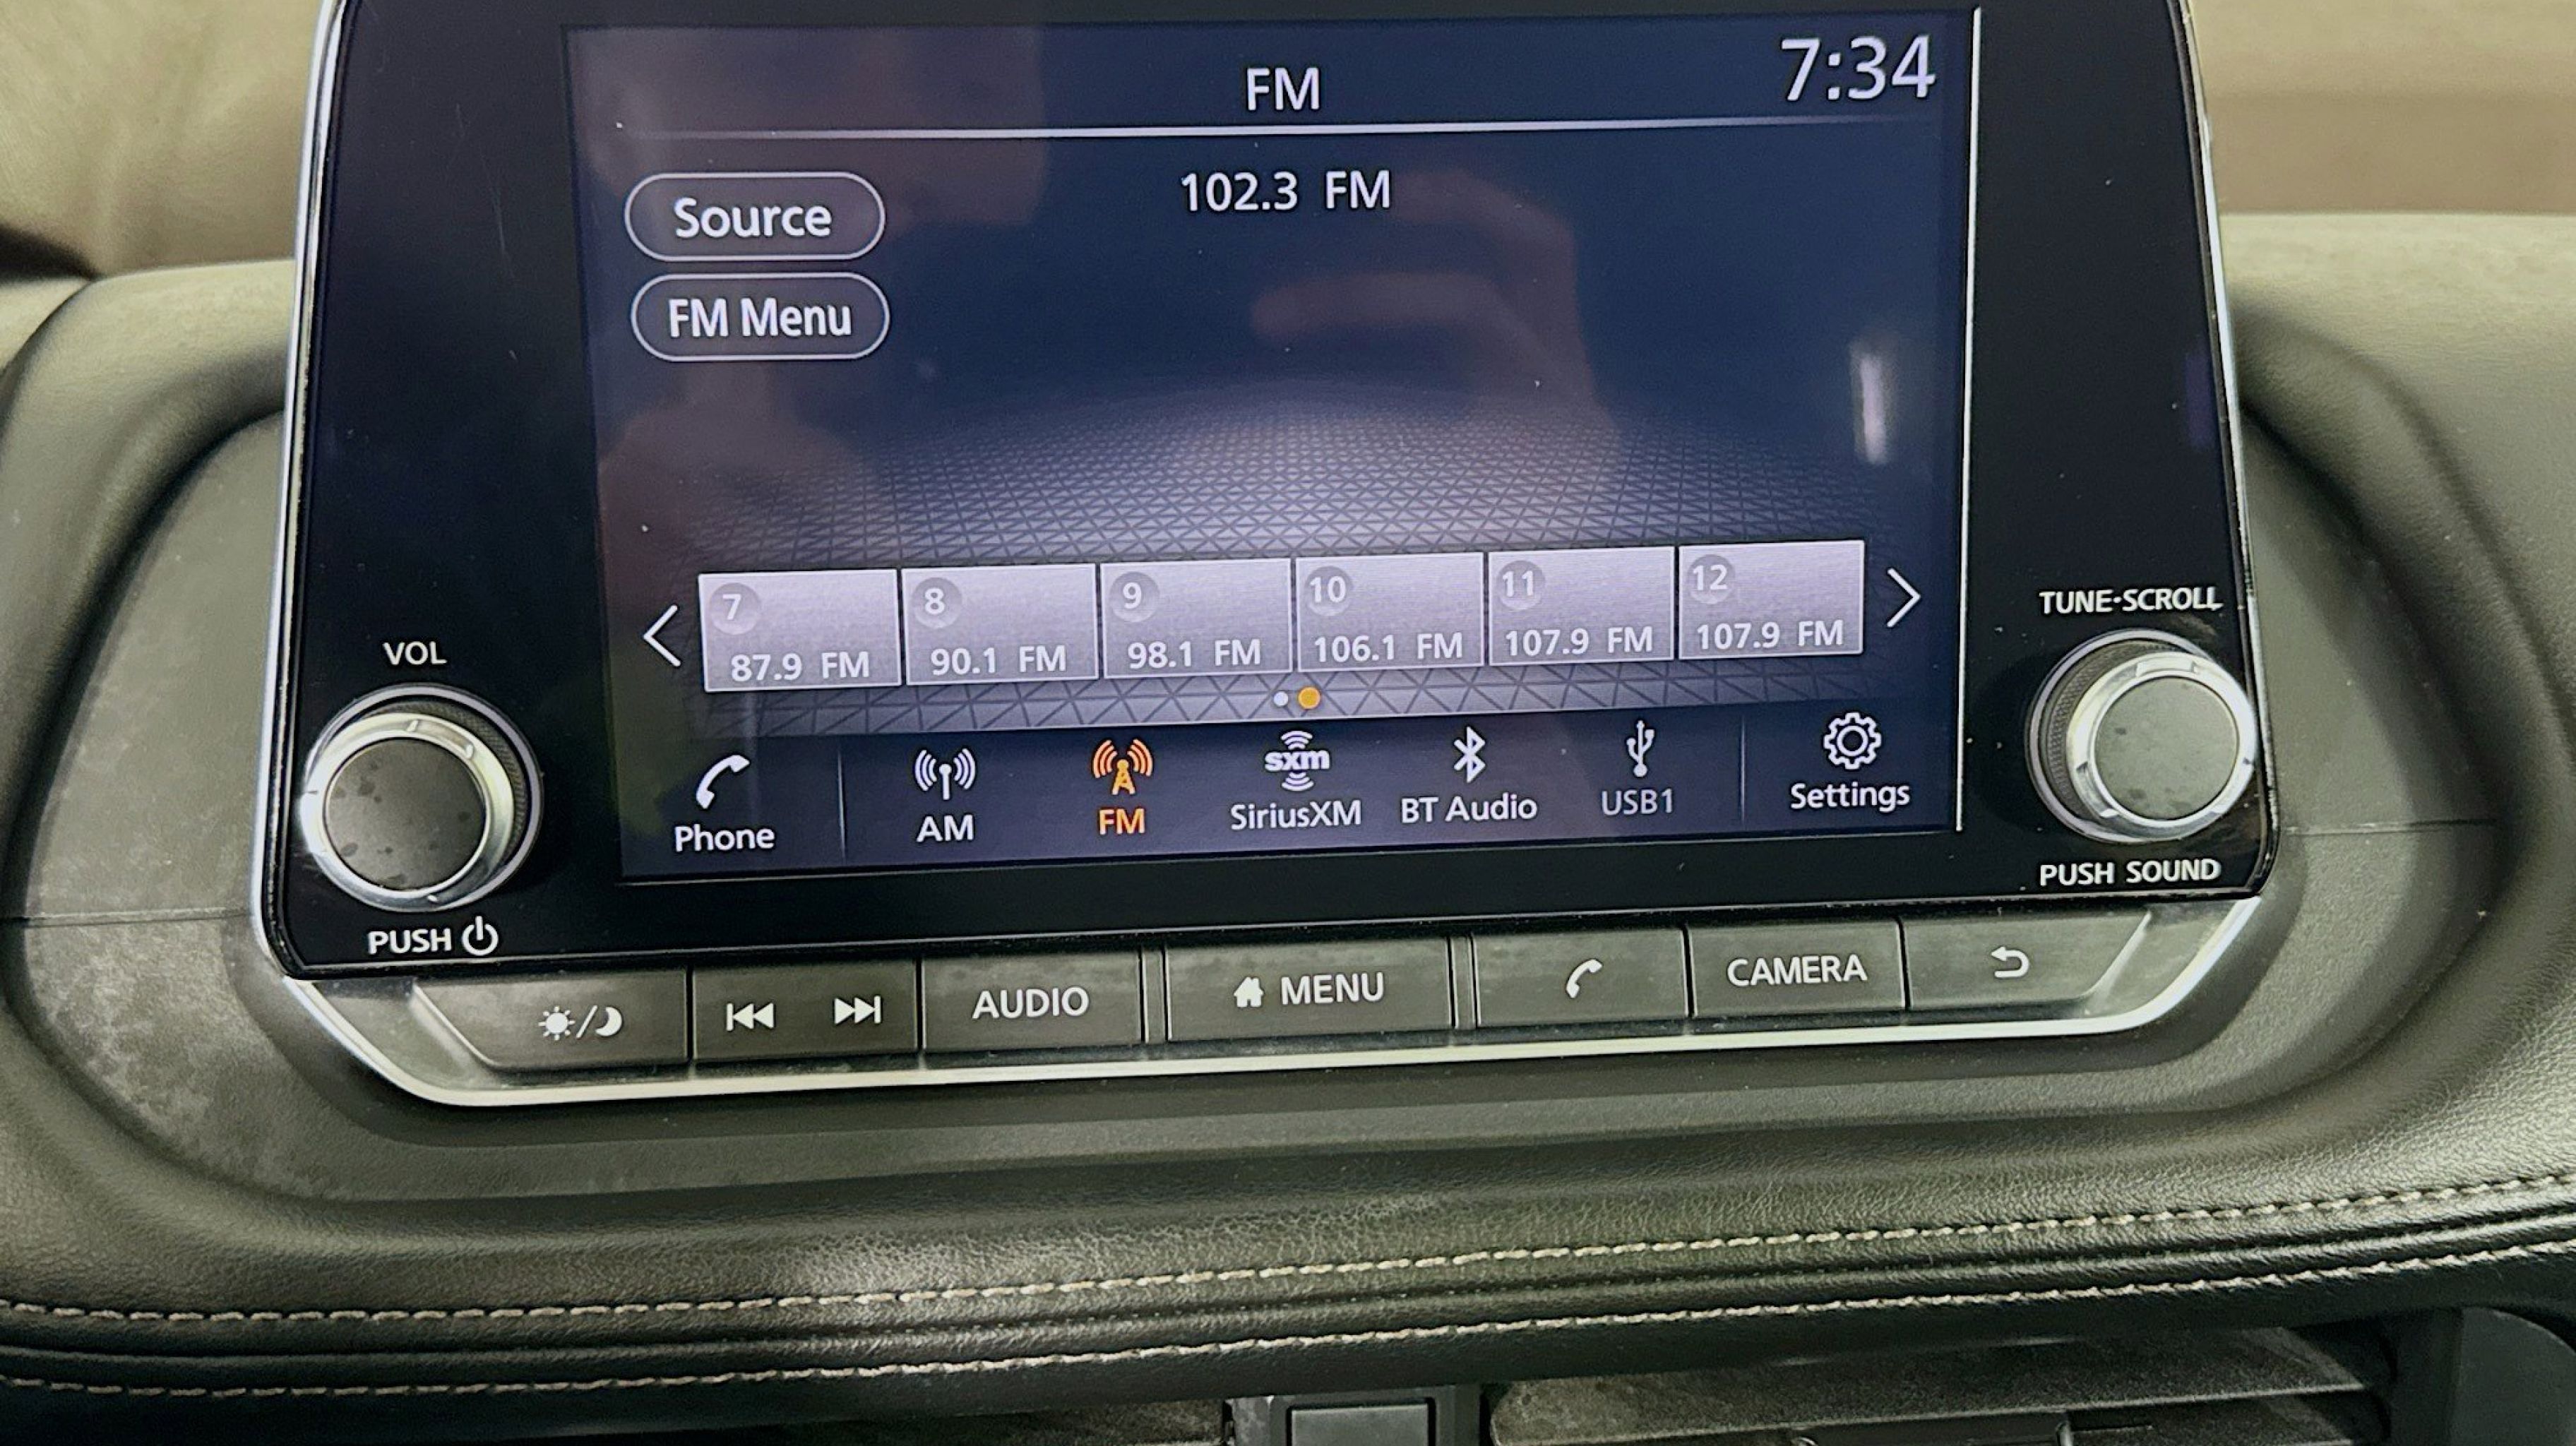 FM
7:34
102.3 FM
Source
FM Menu
7
87.9 FM
8
90.1 FM
9
98.1 FM
10
106.1 FM
11
107.9 FM
12
107.9 FM
Phone
AM
FM
sxm
SiriusXM
BT Audio
USB1
Settings
VOL
PUSH
TUNE·SCROLL
PUSH SOUND
AUDIO
MENU
CAMERA